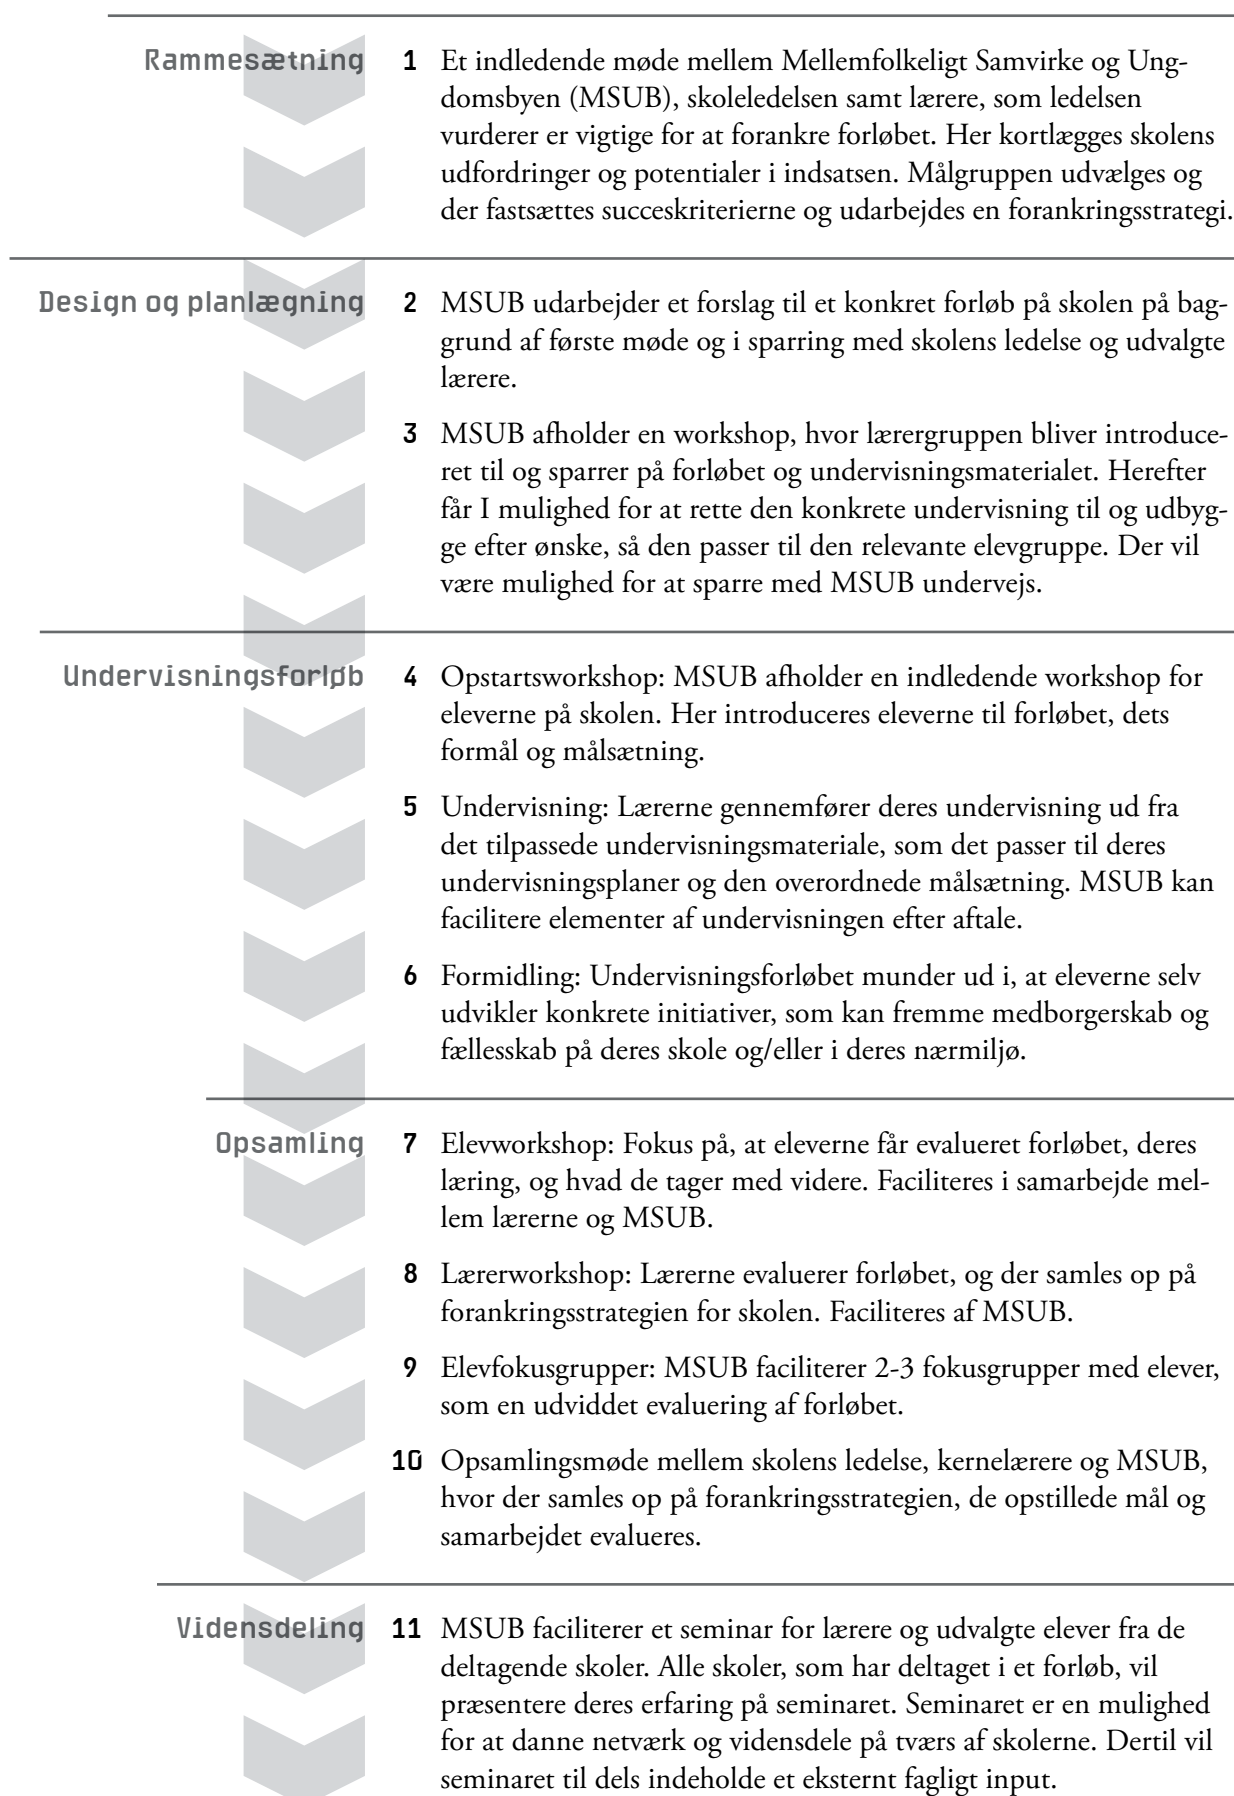 Rammesætning 1 Et indledende møde mellem Mellemfolkeligt Samvirke og Ung-
domsbyen (MSUB), skoleledelsen samt lærere, som ledelsen
vurderer er vigtige for at forankre forløbet. Her kortlægges skolens
udfordringer og potentialer i indsatsen. Målgruppen udvælges og
der fastsættes succeskriterierne og udarbejdes en forankringsstrategi.
Design og planlægning 2 MSUB udarbejder et forslag til et konkret forløb på skolen på bag-
grund af første møde og i sparring med skolens ledelse og udvalgte
lærere.
3 MSUB afholder en workshop, hvor lærergruppen bliver introduce-
ret til og sparrer på forløbet og undervisningsmaterialet. Herefter
får I mulighed for at rette den konkrete undervisning til og udbyg-
ge efter ønske, så den passer til den relevante elevgruppe. Der vil
være mulighed for at sparre med MSUB undervejs.
Undervisningsforløb 4 Opstartsworkshop: MSUB afholder en indledende workshop for
eleverne på skolen. Her introduceres eleverne til forløbet, dets
formål og målsætning.
5 Undervisning: Lærerne gennemfører deres undervisning ud fra
det tilpassede undervisningsmateriale, som det passer til deres
undervisningsplaner og den overordnede målsætning. MSUB kan
facilitere elementer af undervisningen efter aftale.
6 Formidling: Undervisningsforløbet munder ud i, at eleverne selv
udvikler konkrete initiativer, som kan fremme medborgerskab og
fællesskab på deres skole og/eller i deres nærmiljø.
Opsamling 7 Elevworkshop: Fokus på, at eleverne får evalueret forløbet, deres
læring, og hvad de tager med videre. Faciliteres i samarbejde mel-
lem lærerne og MSUB.
8 Lærerworkshop: Lærerne evaluerer forløbet, og der samles op på
forankringsstrategien for skolen. Faciliteres af MSUB.
9 Elevfokusgrupper: MSUB faciliterer 2-3 fokusgrupper med elever,
som en udviddet evaluering af forløbet.
10 Opsamlingsmøde mellem skolens ledelse, kernelærere og MSUB,
hvor der samles op på forankringsstrategien, de opstillede mål og
samarbejdet evalueres.
Vidensdeling 11 MSUB faciliterer et seminar for lærere og udvalgte elever fra de
deltagende skoler. Alle skoler, som har deltaget i et forløb, vil
præsentere deres erfaring på seminaret. Seminaret er en mulighed
for at danne netværk og vidensdele på tværs af skolerne. Dertil vil
seminaret til dels indeholde et eksternt fagligt input.